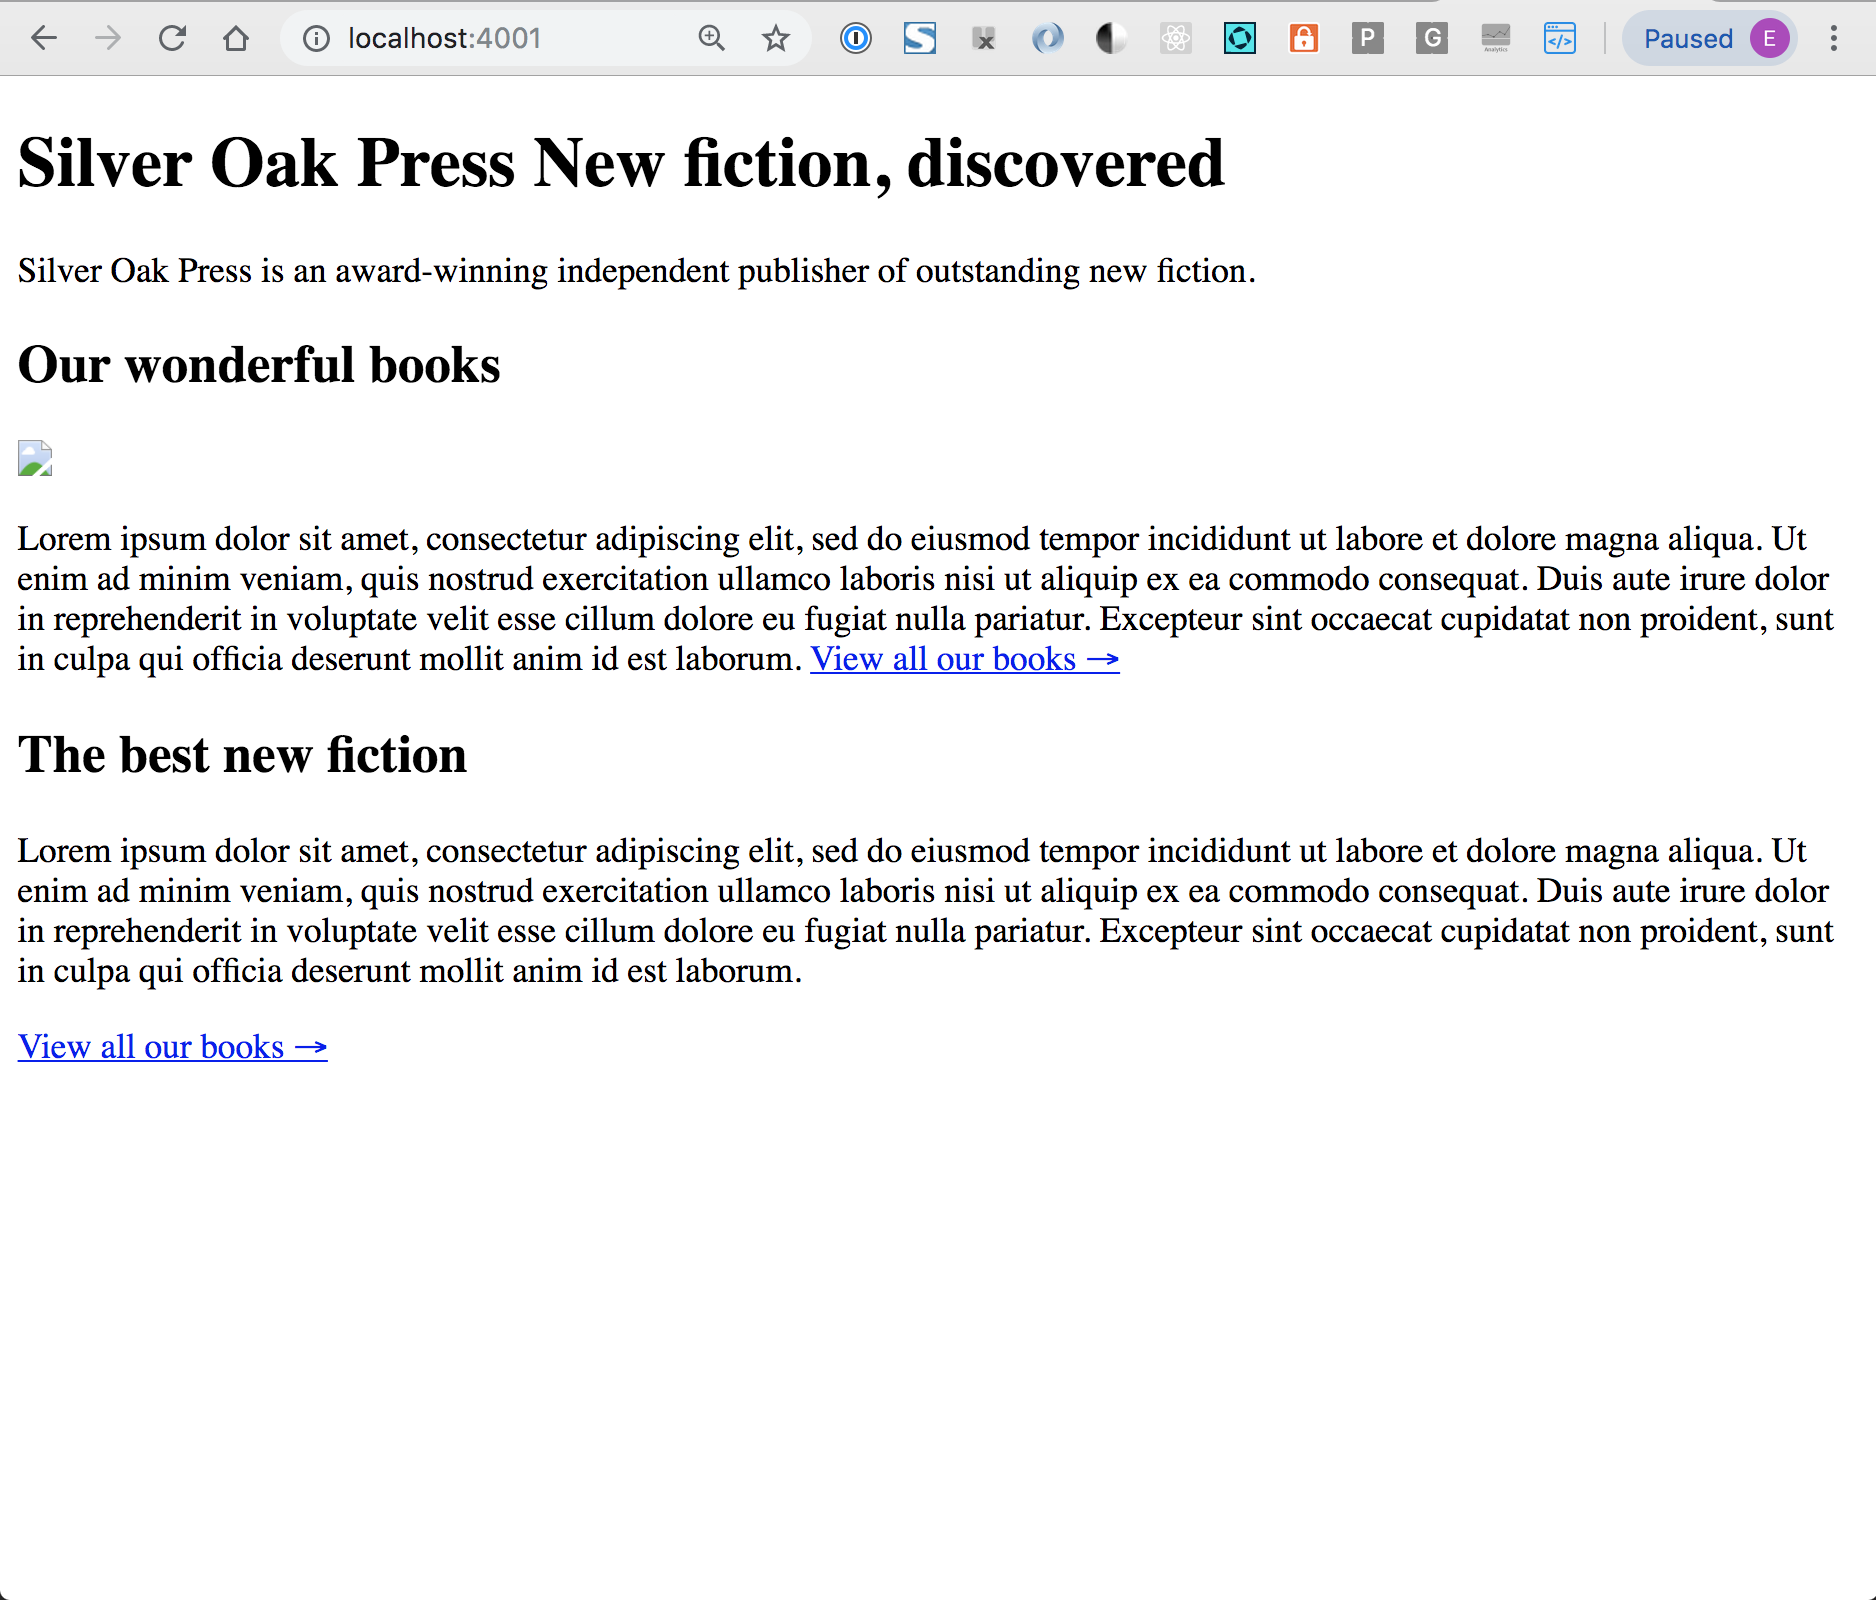 localhost:4001
S
x
P
G
Analytics
</>
Paused
E
Silver Oak Press New fiction, discovered
Silver Oak Press is an award-winning independent publisher of outstanding new fiction.
Our wonderful books
Lorem ipsum dolor sit amet, consectetur adipiscing elit, sed do eiusmod tempor incididunt ut labore et dolore magna aliqua. Ut
enim ad minim veniam, quis nostrud exercitation ullamco laboris nisi ut aliquip ex ea commodo consequat. Duis aute irure dolor
in reprehenderit in voluptate velit esse cillum dolore eu fugiat nulla pariatur. Excepteur sint occaecat cupidatat non proident, sunt
in culpa qui officia deserunt mollit anim id est laborum. View all our books →
The best new fiction
Lorem ipsum dolor sit amet, consectetur adipiscing elit, sed do eiusmod tempor incididunt ut labore et dolore magna aliqua. Ut
enim ad minim veniam, quis nostrud exercitation ullamco laboris nisi ut aliquip ex ea commodo consequat. Duis aute irure dolor
in reprehenderit in voluptate velit esse cillum dolore eu fugiat nulla pariatur. Excepteur sint occaecat cupidatat non proident, sunt
in culpa qui officia deserunt mollit anim id est laborum.
View all our books →